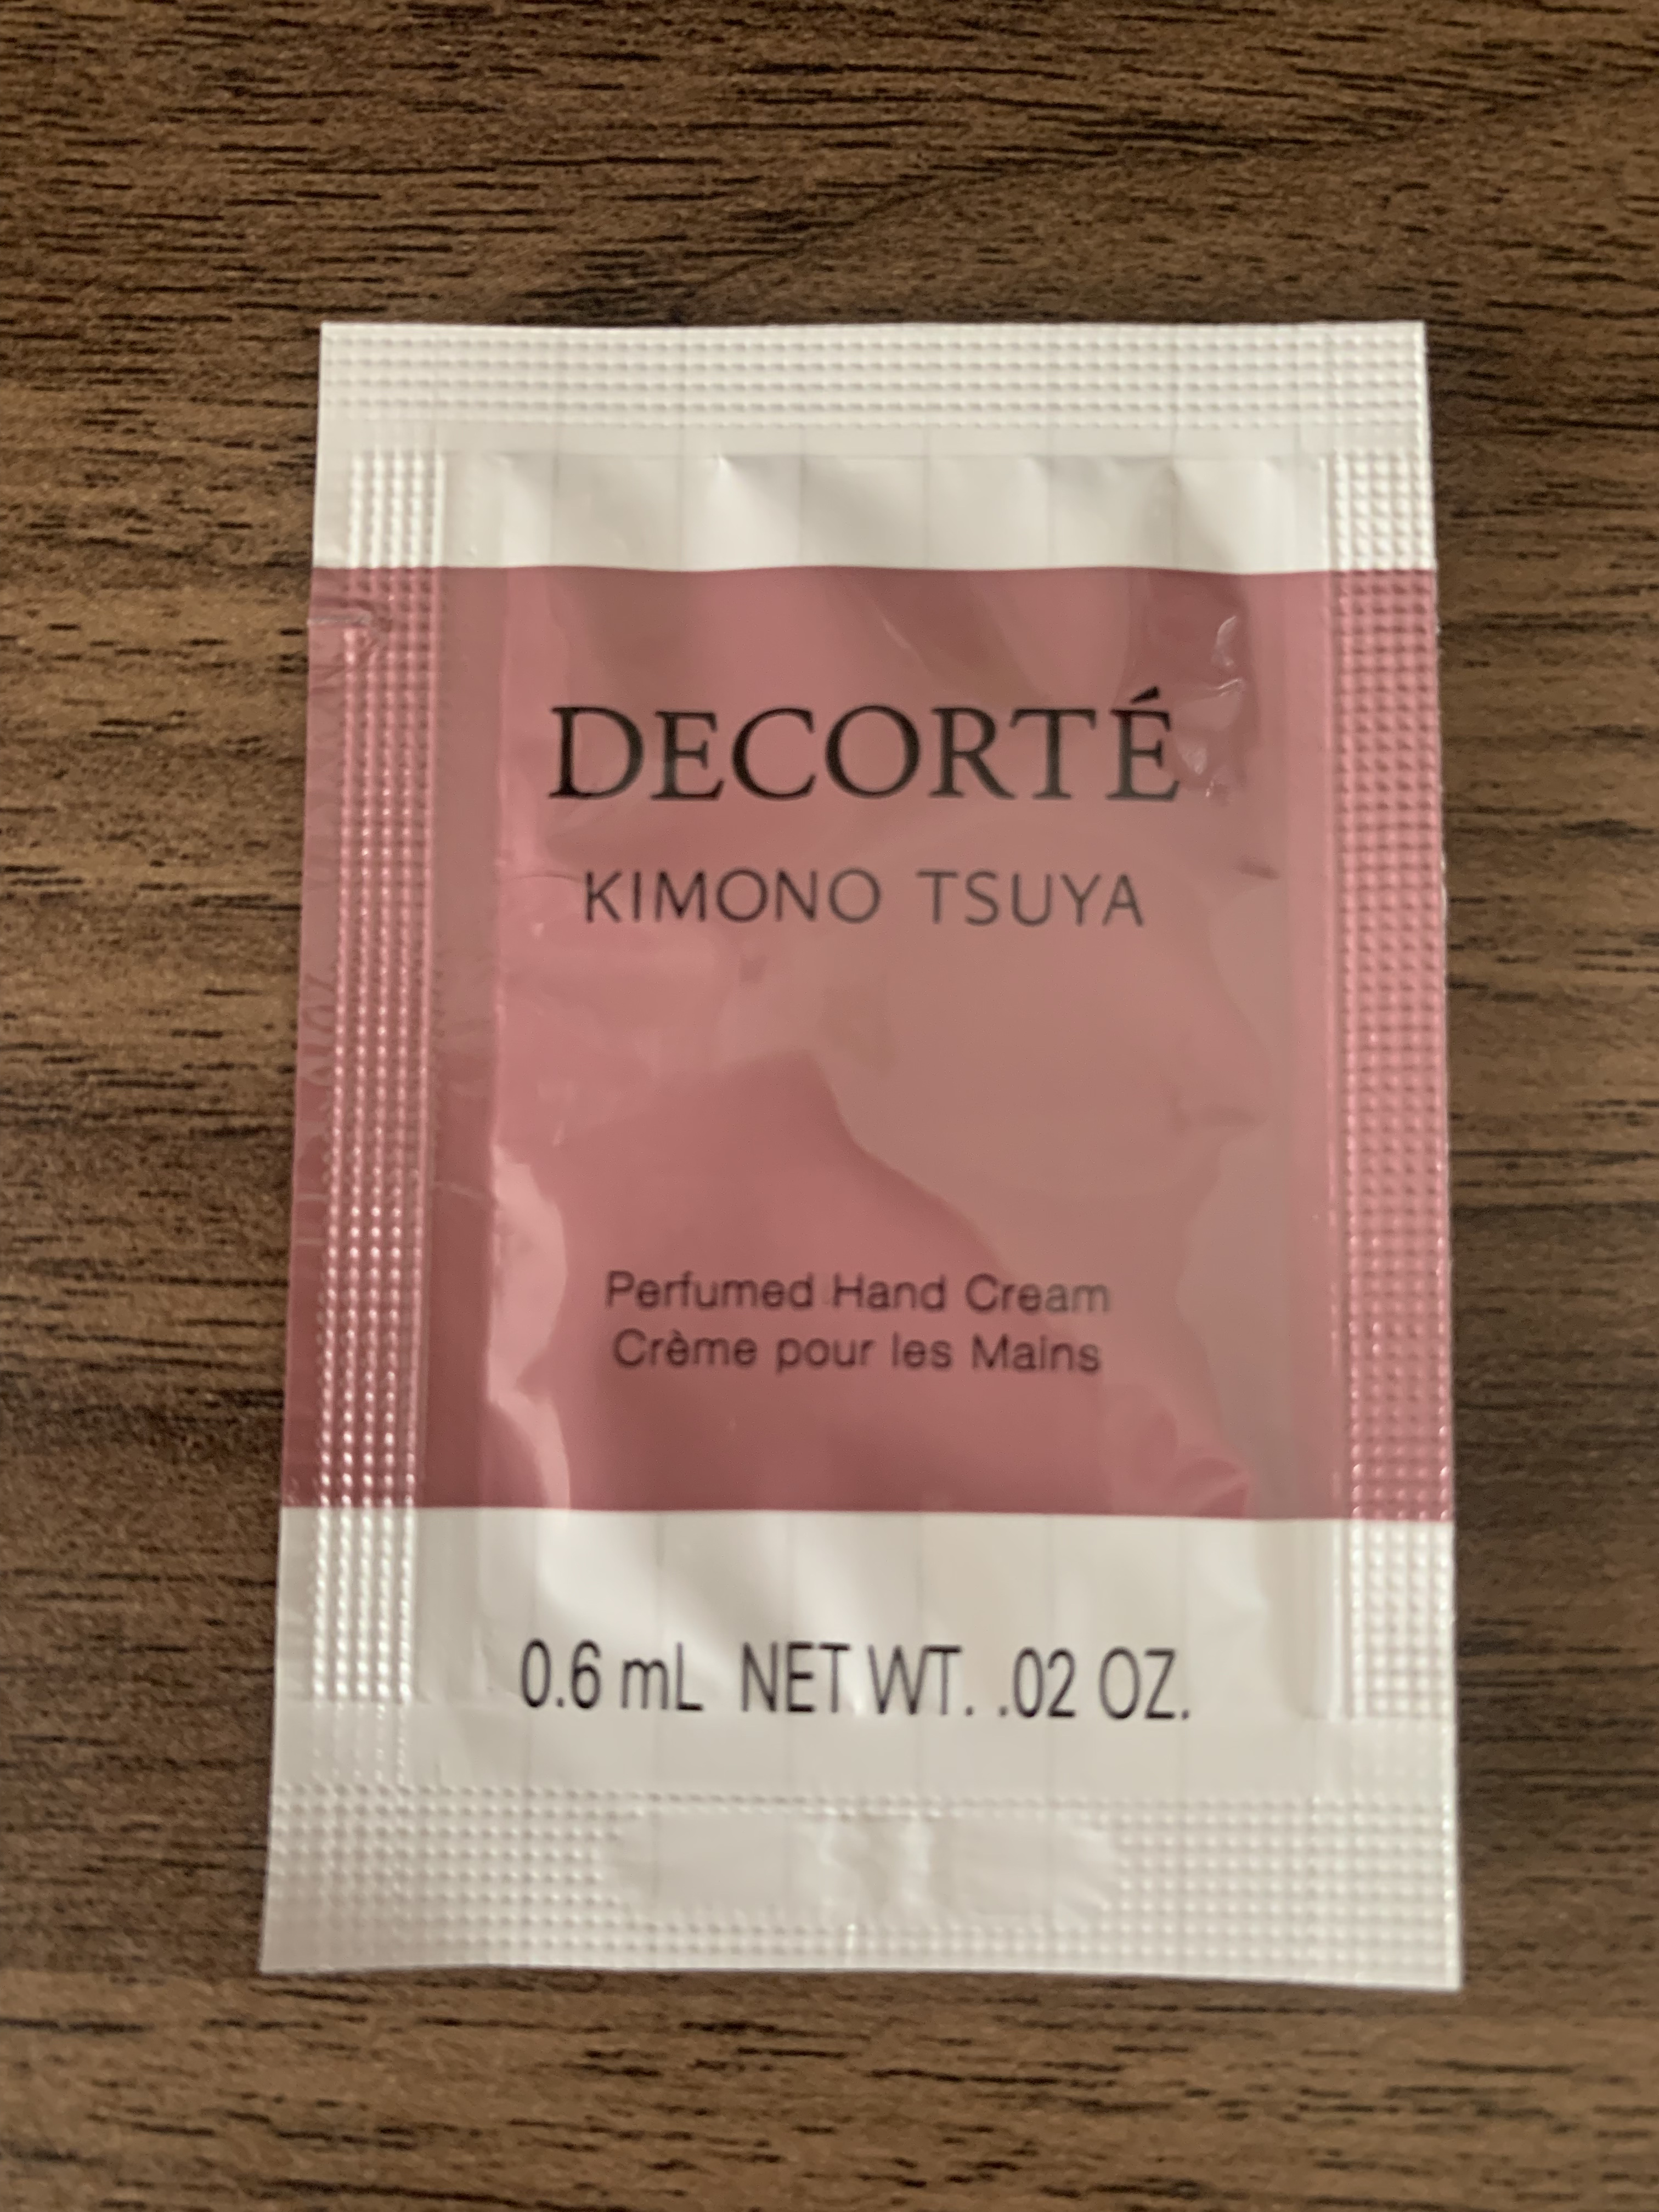 DECORTÉ
KIMONO TSUYA
Perfumed Hand Cream
Crème pour les Mains
0.6 mL NET WT. .02 OZ.